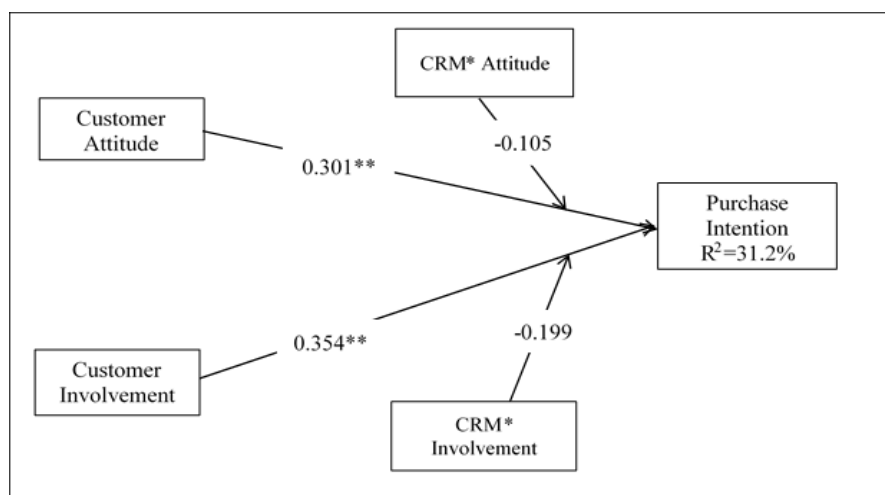 CRM* Attitude
Customer
Attitude
-0.105
0.301**
Purchase
Intention
R²=31.2%
0.354**
-0.199
Customer
Involvement
CRM*
Involvement